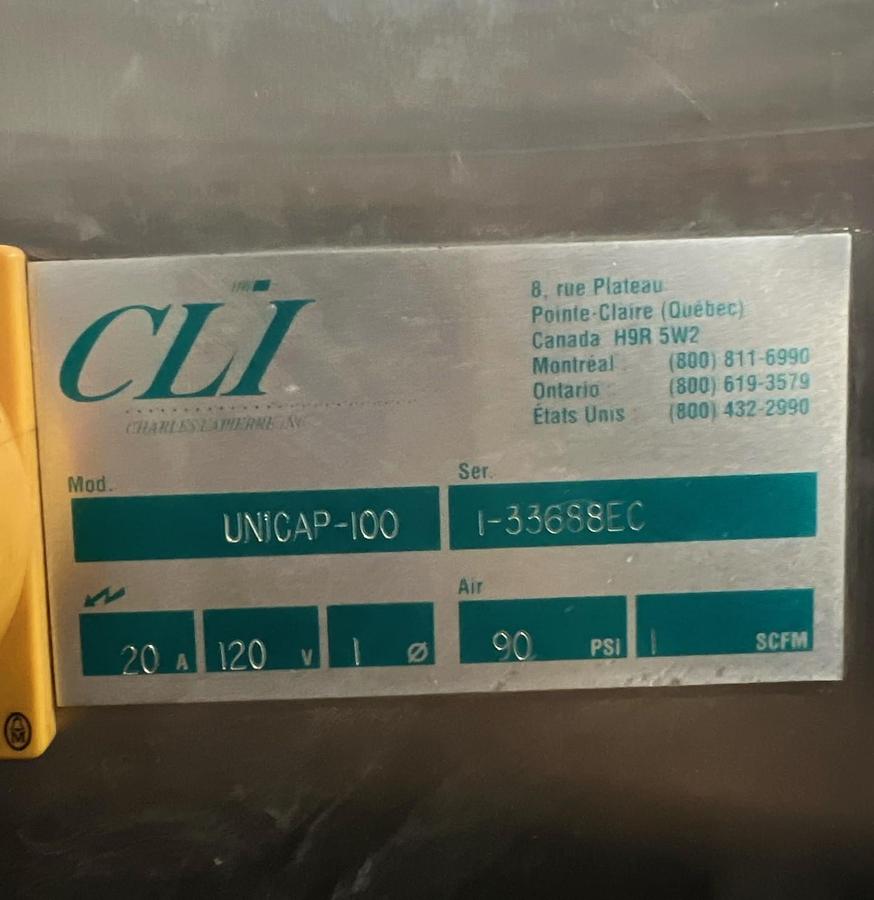 CLI
CHARLES LAPIERRE INC
8, rue Plateau
Pointe-Claire (Québec)
Canada H9R 5W2
Montréal : (800) 811-6990
Ontario : (800) 619-3579
États Unis : (800) 432-2990
Mod.
UNICAP-100
Ser.
1-33688EC
20 A
120 V
1 Ø
Air
90 PSI
1 SCFM